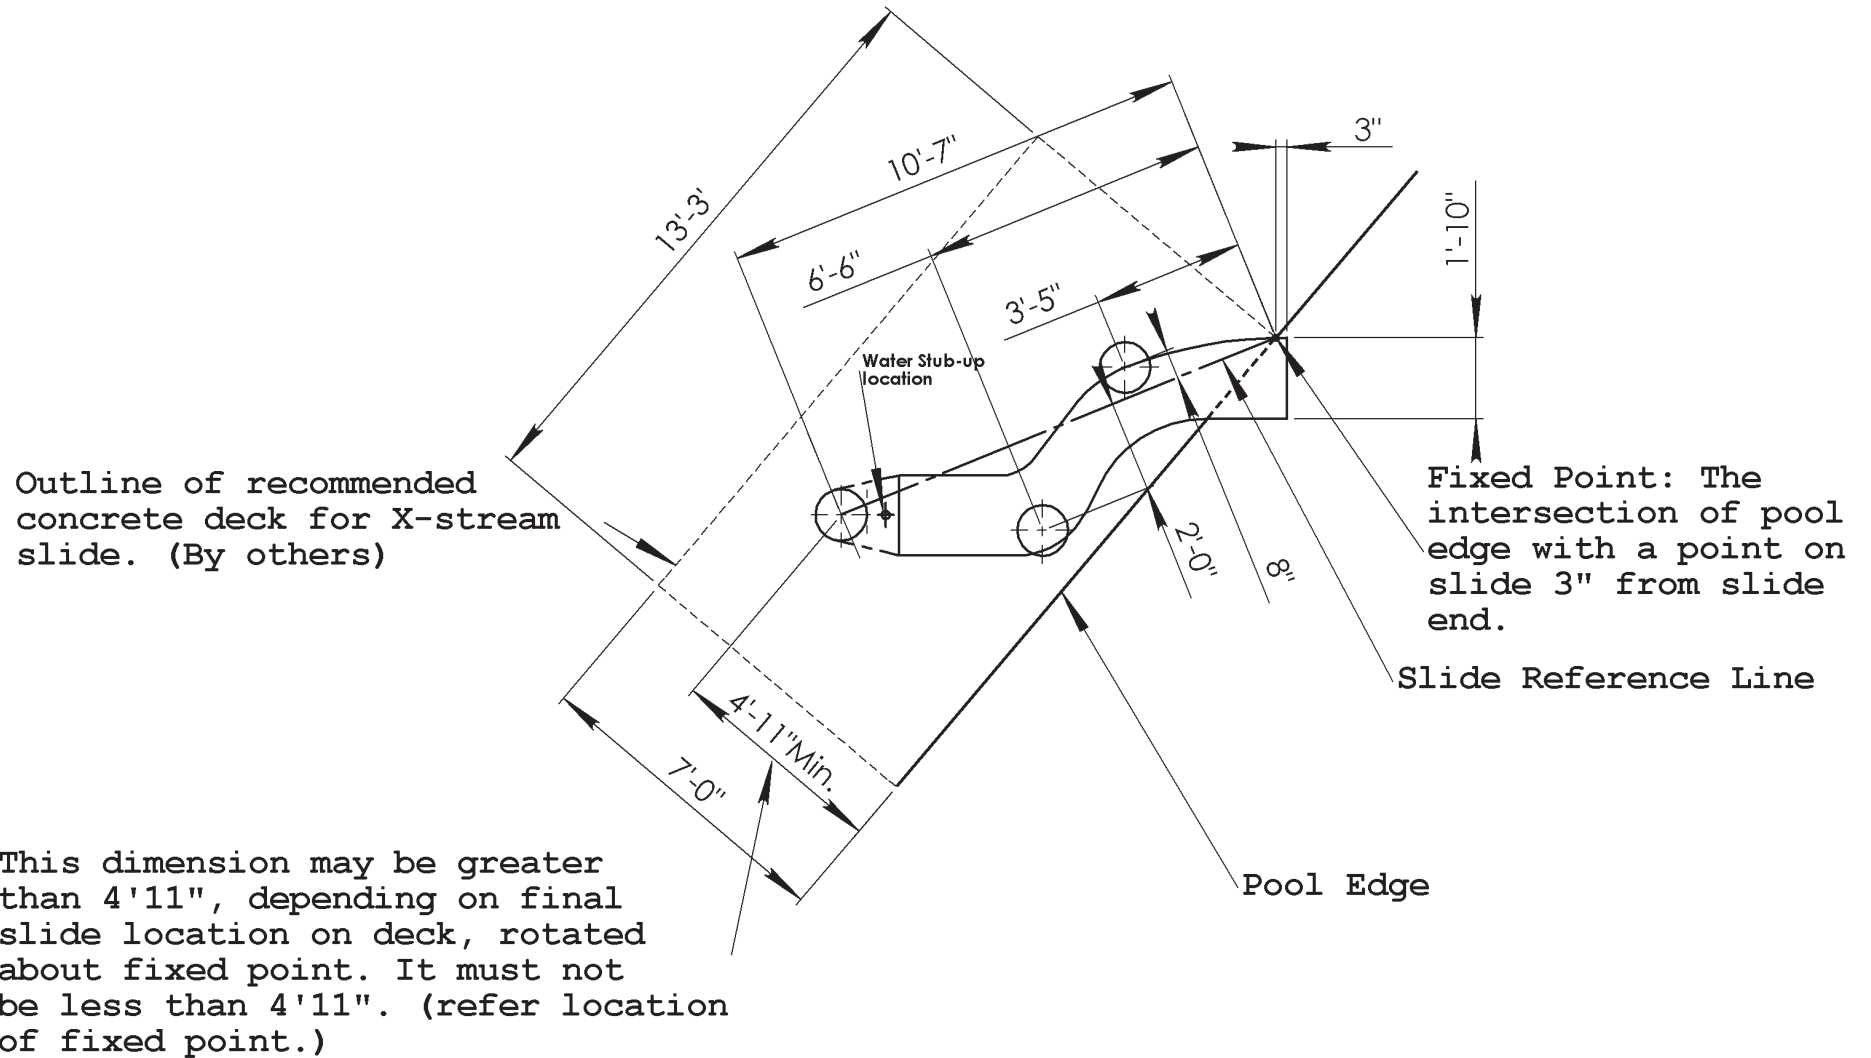 13'-3'
10'-7"
6'-6"
3'-5"
3"
1'-10"
Water Stub-up
location
Outline of recommended
concrete deck for X-stream
slide. (By others)
Fixed Point: The
intersection of pool
edge with a point on
slide 3" from slide
end.
2'-0"
8"
Slide Reference Line
4'-11"Min.
7'-0"
Pool Edge
This dimension may be greater
than 4'11", depending on final
slide location on deck, rotated
about fixed point. It must not
be less than 4'11". (refer location
of fixed point.)